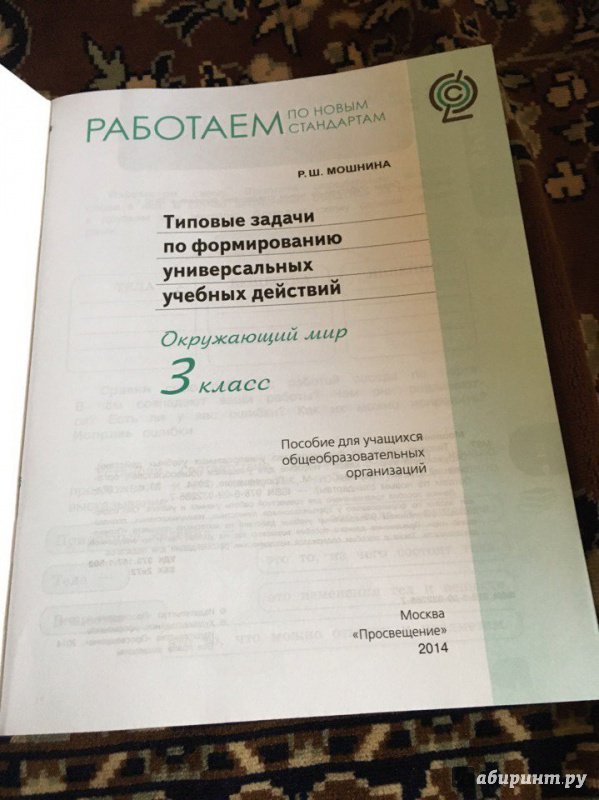 РАБОТАЕМ ПО НОВЫМ
СТАНДАРТАМ
Р. Ш. МОШНИНА
Типовые задачи
по формированию
универсальных
учебных действий
Окружающий мир
3 класс
Пособие для учащихся
общеобразовательных
организаций
Москва
«Просвещение»
2014
абиринт.ру